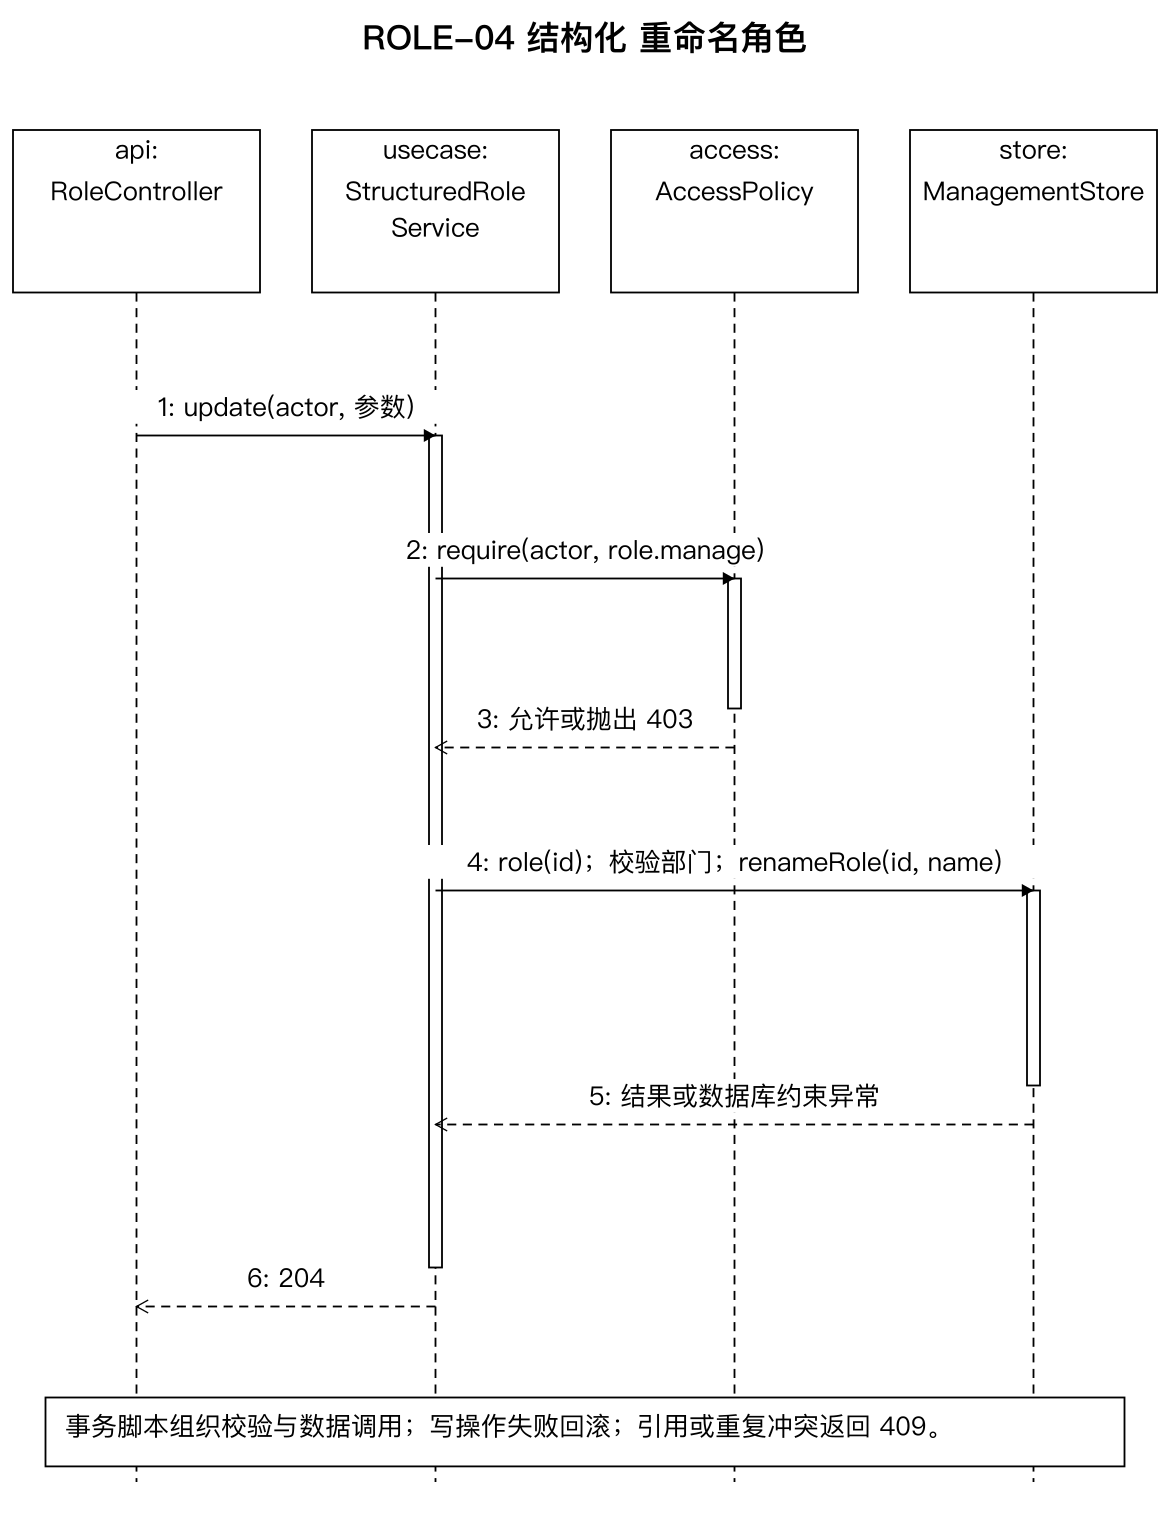 ROLE-04 结构化 重命名角色
api:
RoleController
usecase:
StructuredRole
Service
access:
AccessPolicy
store:
ManagementStore
1: update(actor, 参数)
2: require(actor, role.manage)
3: 允许或抛出 403
4: role(id)；校验部门；renameRole(id, name)
5: 结果或数据库约束异常
6: 204
事务脚本组织校验与数据调用；写操作失败回滚；引用或重复冲突返回 409。